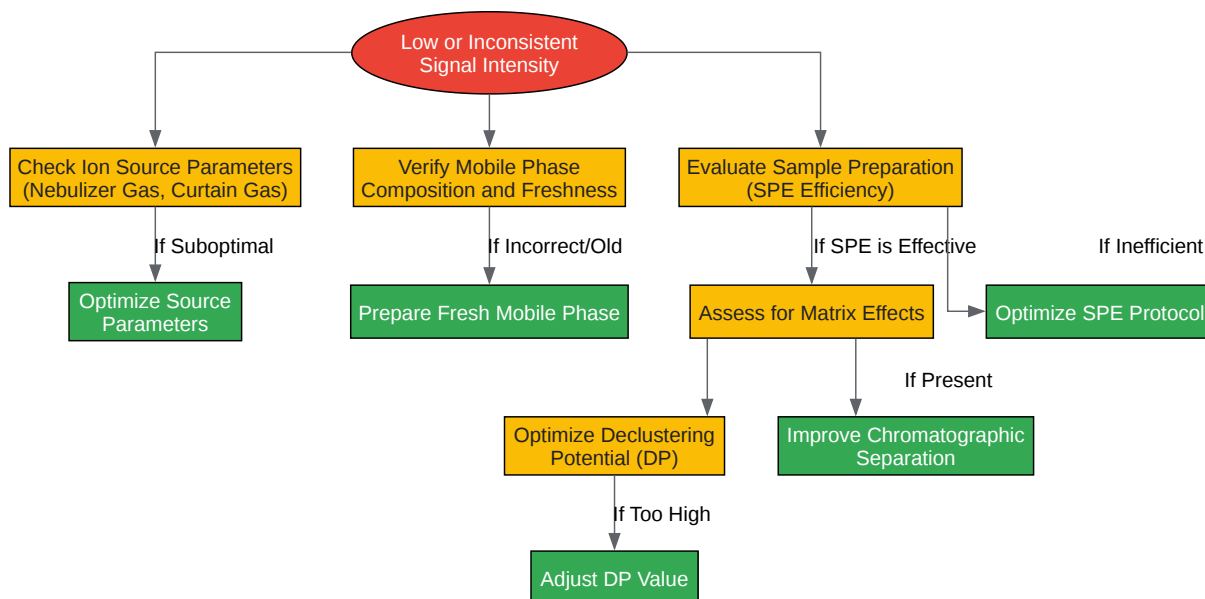 Low or Inconsistent
Signal Intensity
Check Ion Source Parameters
(Nebulizer Gas, Curtain Gas)
Verify Mobile Phase
Composition and Freshness
Evaluate Sample Preparation
(SPE Efficiency)
If Suboptimal
If Incorrect/Old
If SPE is Effective
If Inefficient
Optimize Source
Parameters
Prepare Fresh Mobile Phase
Assess for Matrix Effects
Optimize SPE Protocol
If Present
Optimize Declustering
Potential (DP)
Improve Chromatographic
Separation
If Too High
Adjust DP Value